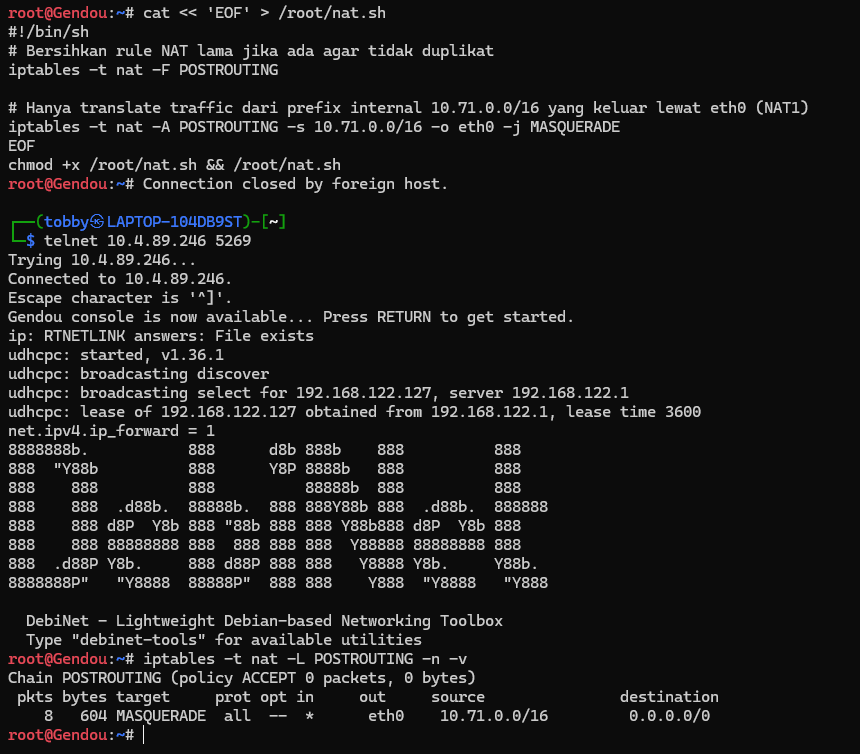 root@Gendou:~# cat << 'EOF' > /root/nat.sh
#!/bin/sh
# Bersihkan rule NAT lama jika ada agar tidak duplikat
iptables -t nat -F POSTROUTING

# Hanya translate traffic dari prefix internal 10.71.0.0/16 yang keluar lewat eth0 (NAT1)
iptables -t nat -A POSTROUTING -s 10.71.0.0/16 -o eth0 -j MASQUERADE
EOF
chmod +x /root/nat.sh && /root/nat.sh
root@Gendou:~# Connection closed by foreign host.

┌──(tobby㉿LAPTOP-104DB9ST)-[~]
└─$ telnet 10.4.89.246 5269
Trying 10.4.89.246...
Connected to 10.4.89.246.
Escape character is '^]'.
Gendou console is now available... Press RETURN to get started.
ip: RTNETLINK answers: File exists
udhcpc: started, v1.36.1
udhcpc: broadcasting discover
udhcpc: broadcasting select for 192.168.122.127, server 192.168.122.1
udhcpc: lease of 192.168.122.127 obtained from 192.168.122.1, lease time 3600
net.ipv4.ip_forward = 1
8888888b.           888      d8b 888b    888          888
888  "Y88b          888      Y8P 8888b   888          888
888    888          888          88888b  888          888
888    888  .d88b.  88888b.  888 888Y88b 888  .d88b.  888888
888    888 d8P  Y8b 888 "88b 888 888 Y88b888 d8P  Y8b 888
888    888 88888888 888  888 888 888  Y88888 88888888 888
888  .d88P Y8b.     888 d88P 888 888   Y8888 Y8b.     Y88b.
8888888P"   "Y8888  88888P"  888 888    Y888  "Y8888   "Y888

  DebiNet - Lightweight Debian-based Networking Toolbox
  Type "debinet-tools" for available utilities
root@Gendou:~# iptables -t nat -L POSTROUTING -n -v
Chain POSTROUTING (policy ACCEPT 0 packets, 0 bytes)
 pkts bytes target     prot opt in     out     source               destination
    8   604 MASQUERADE  all  --  *      eth0    10.71.0.0/16         0.0.0.0/0
root@Gendou:~#